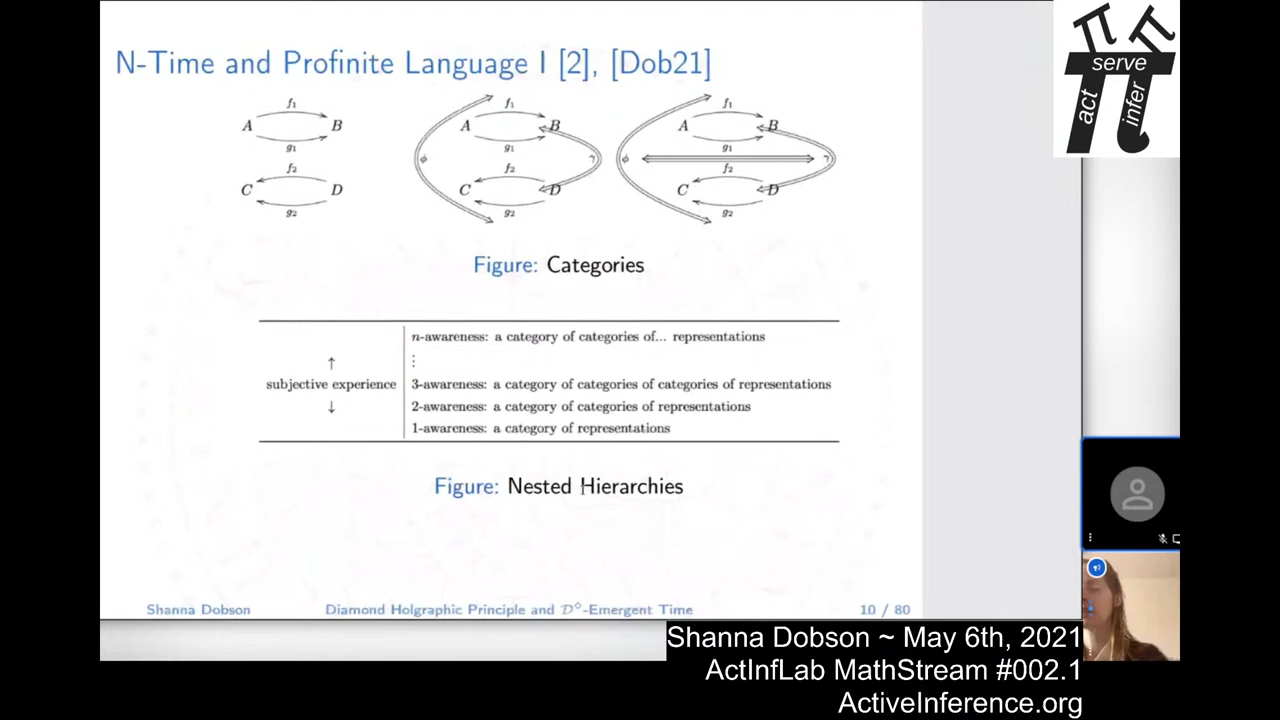 N-Time and Profinite Language I [2], [Dob21]
f₁ f₁ f₁
A B A B A B
g₁ g₁ g₁
ϕ γ ϕ γ
f₂ f₂ f₂
C D C D C D
g₂ g₂ g₂
Figure: Categories
n-awareness: a category of categories of... representations
↑ ⋮
subjective experience 3-awareness: a category of categories of categories of representations
↓ 2-awareness: a category of categories of representations
1-awareness: a category of representations
Figure: Nested Hierarchies
Shanna Dobson Diamond Holgraphic Principle and 𝒟^◇-Emergent Time 10 / 80
serve
act
infer
Shanna Dobson ~ May 6th, 2021
ActInfLab MathStream #002.1
ActiveInference.org